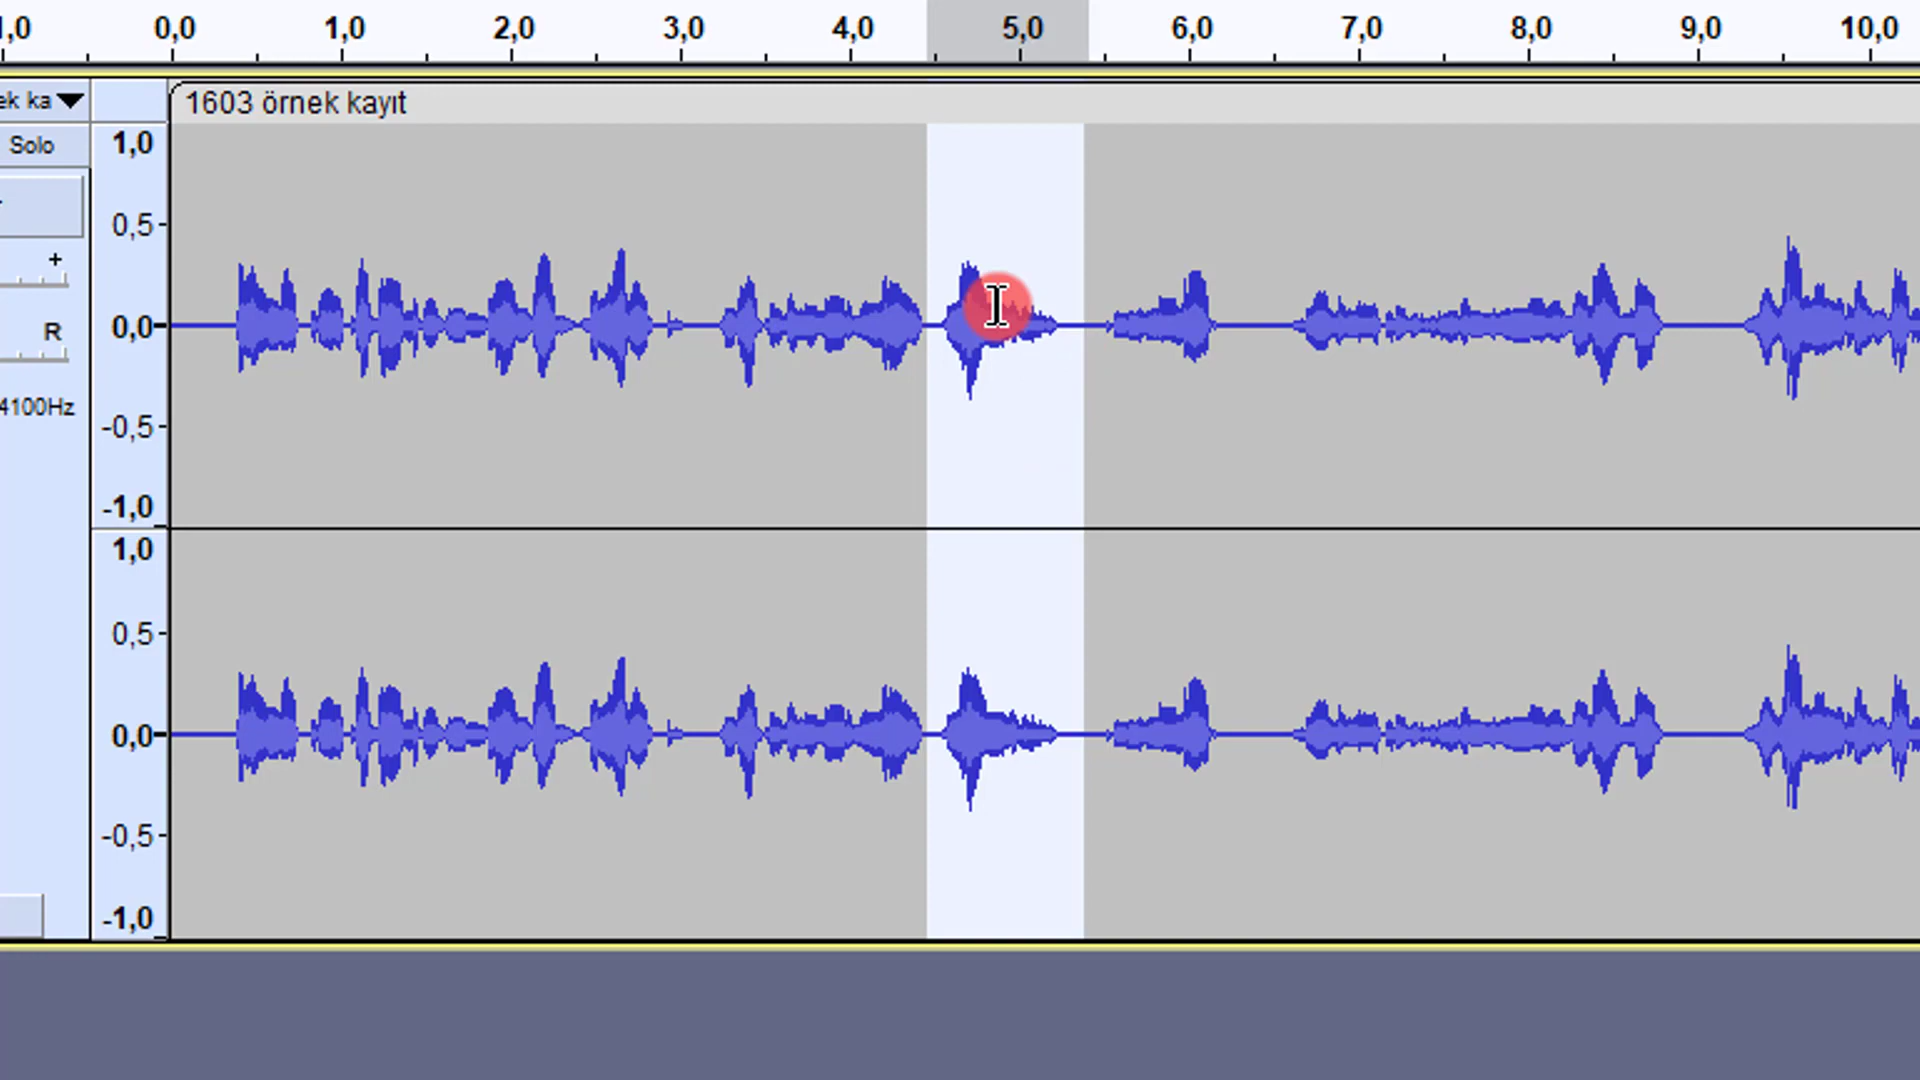 1,0 0,0 1,0 2,0 3,0 4,0 5,0 6,0 7,0 8,0 9,0 10,0
ek ka 1603 örnek kayıt
Solo
1,0
0,5
+
0,0
R
4100Hz
-0,5
-1,0
1,0
0,5
0,0
-0,5
-1,0